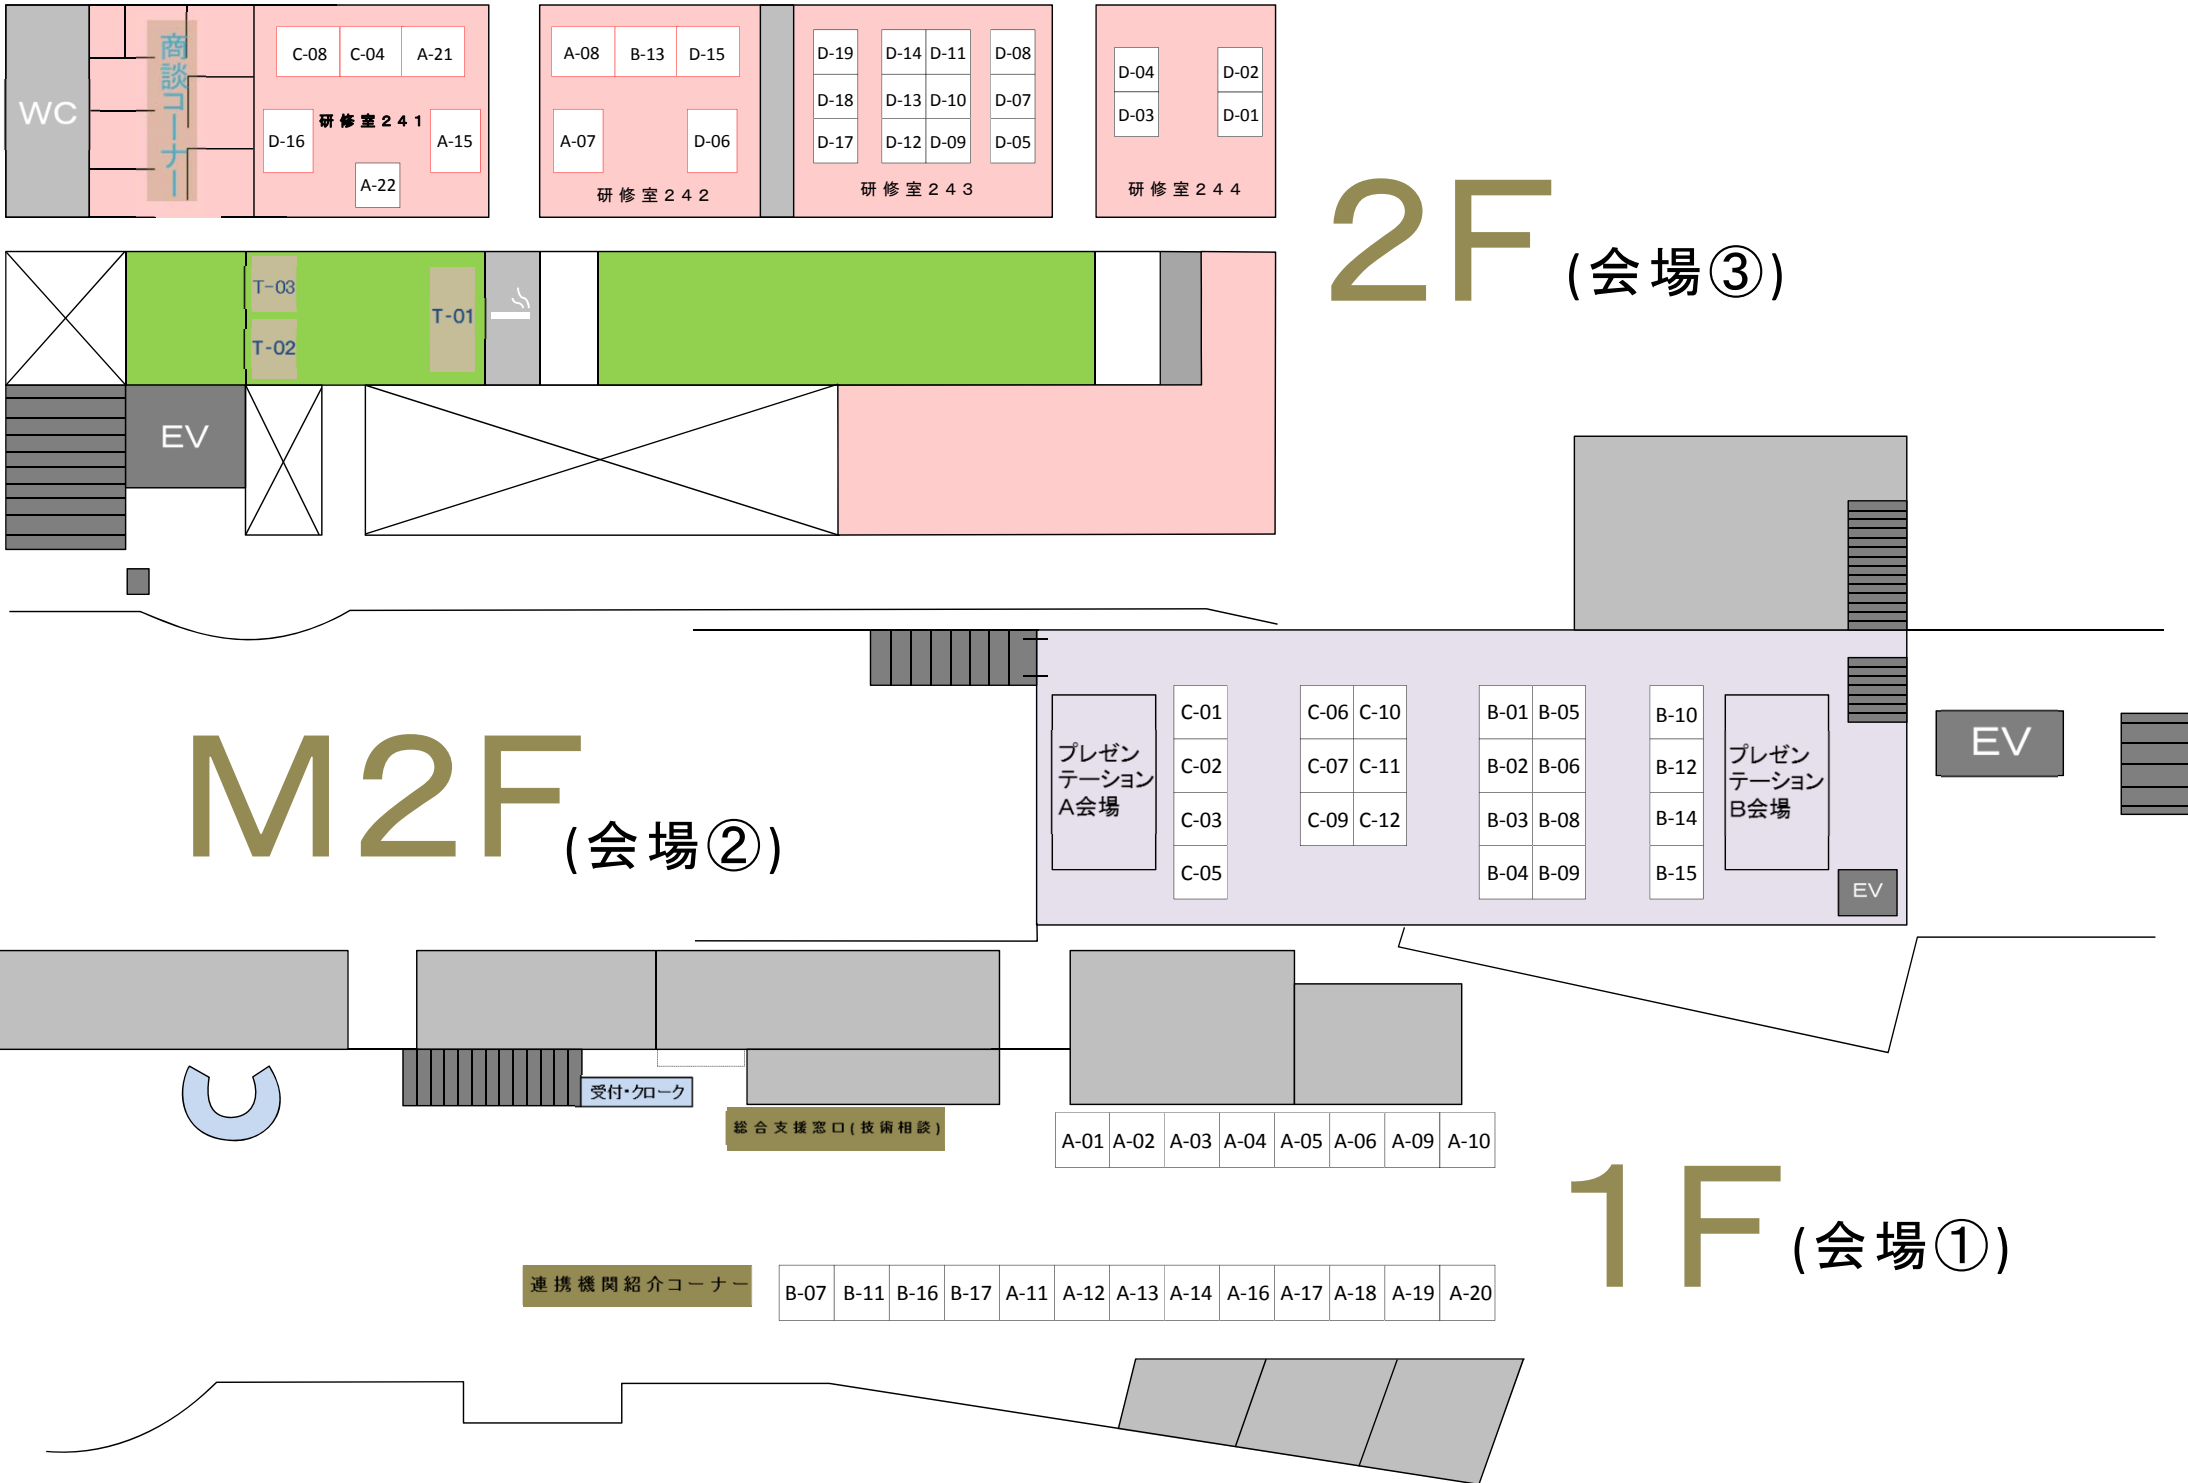 WC
商談コーナー
C-08 C-04 A-21
研修室241
D-16
A-15
A-22
A-08 B-13 D-15
A-07
D-06
研修室242
D-19 D-14 D-11 D-08
D-18 D-13 D-10 D-07
D-17 D-12 D-09 D-05
研修室243
D-04 D-02
D-03 D-01
研修室244
2F (会場③)
T-03
T-01
T-02
EV
M2F (会場②)
プレゼン
テーション
A会場
C-01 C-06 C-10 B-01 B-05 B-10
C-02 C-07 C-11 B-02 B-06 B-12
C-03 C-09 C-12 B-03 B-08 B-14
C-05 B-04 B-09 B-15
プレゼン
テーション
B会場
EV
EV
受付・クローク
総合支援窓口(技術相談)
A-01 A-02 A-03 A-04 A-05 A-06 A-09 A-10
1F (会場①)
連携機関紹介コーナー
B-07 B-11 B-16 B-17 A-11 A-12 A-13 A-14 A-16 A-17 A-18 A-19 A-20